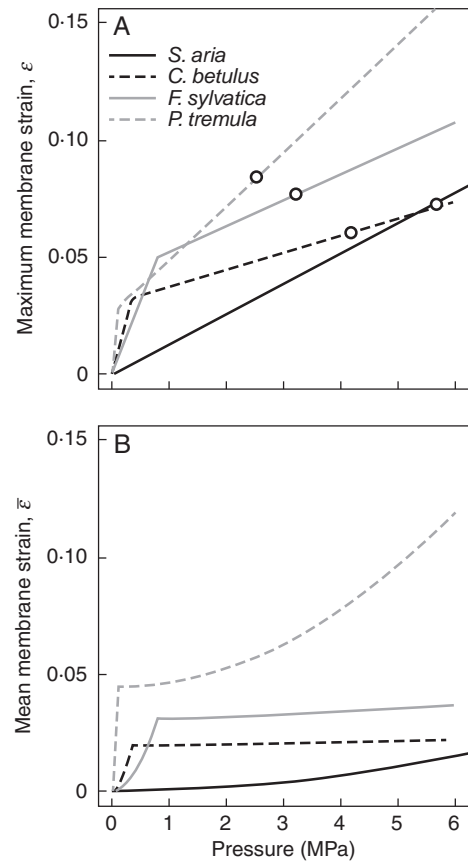 0·15
A
S. aria
C. betulus
F. sylvatica
P. tremula
0·10
0·05
0
Maximum membrane strain, ε
0·15
B
0·10
0·05
0
Mean membrane strain, ε̅
0 1 2 3 4 5 6
Pressure (MPa)